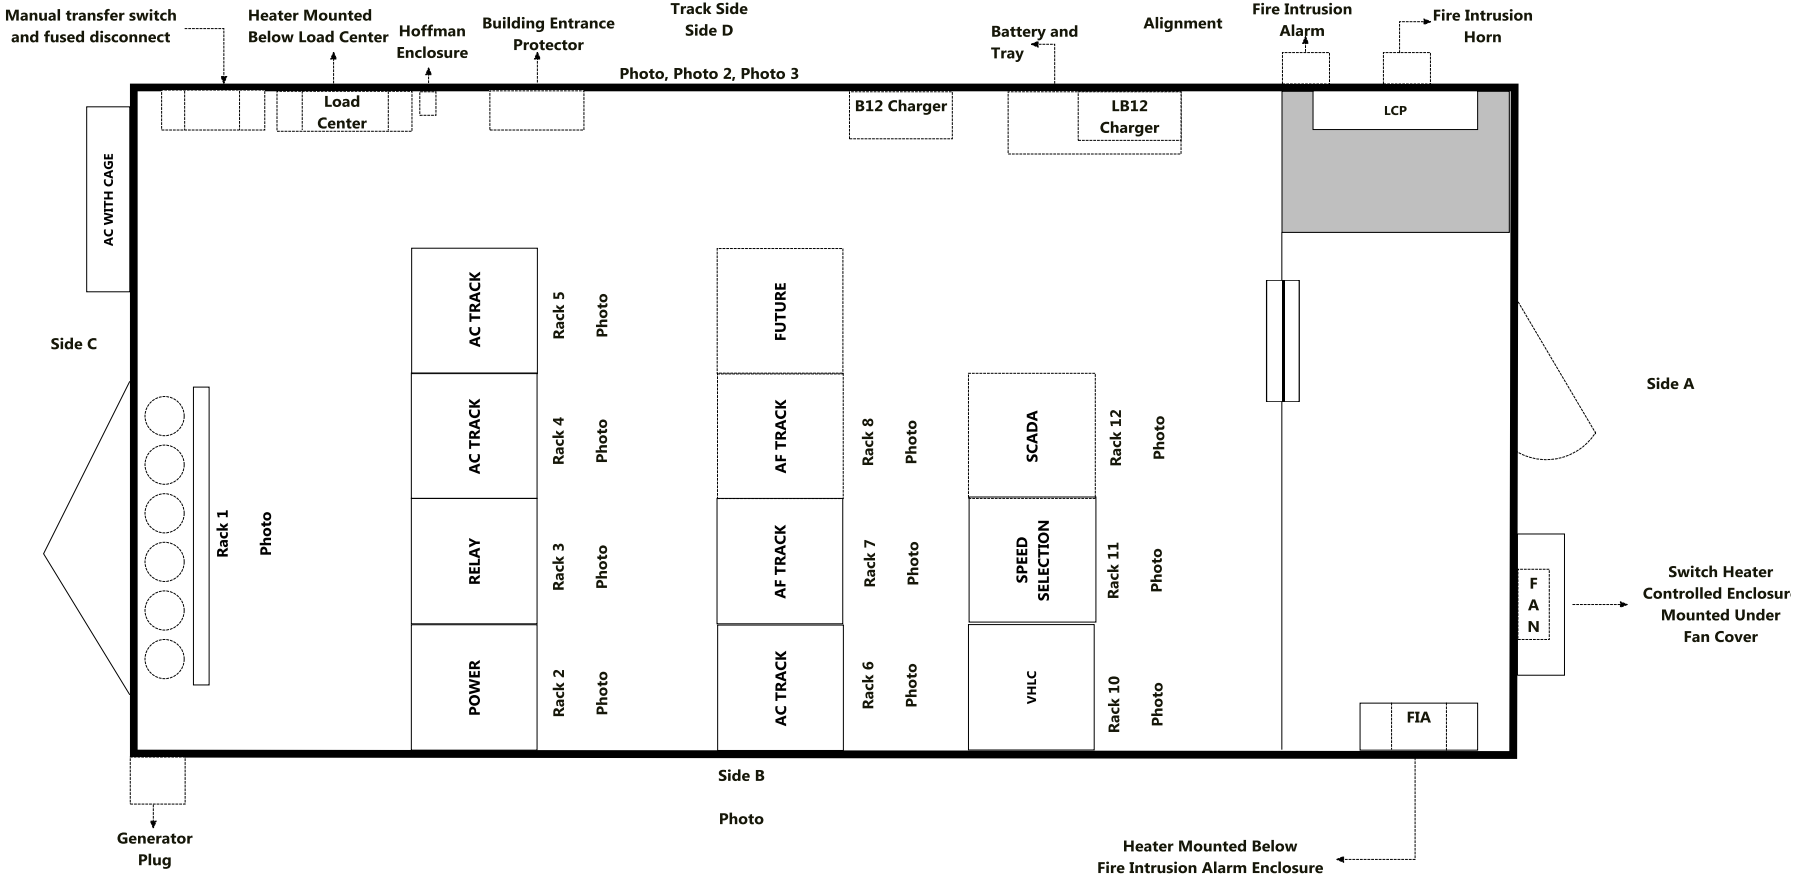 Manual transfer switch
and fused disconnect
Heater Mounted
Below Load Center
Hoffman
Enclosure
Building Entrance
Protector
Track Side
Side D
Photo, Photo 2, Photo 3
Battery and
Tray
Alignment
Fire Intrusion
Alarm
Fire Intrusion
Horn
Load
Center
B12 Charger
LB12
Charger
LCP
AC WITH CAGE
Side C
Side A
AC TRACK
Rack 5
Photo
FUTURE
AC TRACK
Rack 4
Photo
AF TRACK
Rack 8
Photo
SCADA
Rack 12
Photo
Rack 1
Photo
RELAY
Rack 3
Photo
AF TRACK
Rack 7
Photo
SPEED
SELECTION
Rack 11
Photo
POWER
Rack 2
Photo
AC TRACK
Rack 6
Photo
VHLC
Rack 10
Photo
F
A
N
Switch Heater
Controlled Enclosur
Mounted Under
Fan Cover
FIA
Side B
Photo
Generator
Plug
Heater Mounted Below
Fire Intrusion Alarm Enclosure